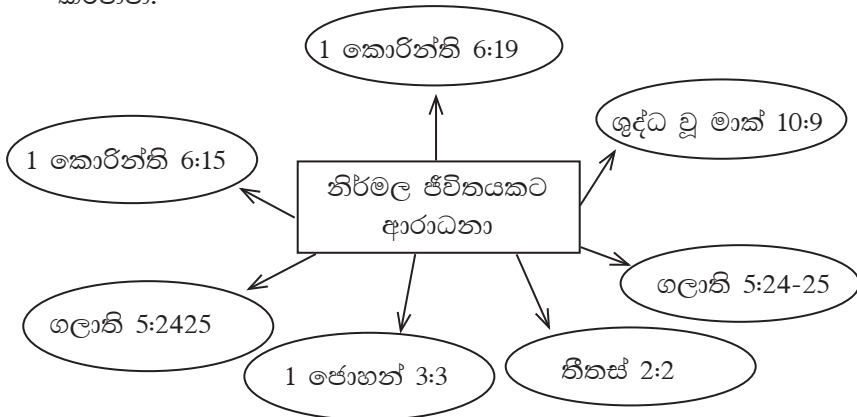 1 කොරින්ති 6:19
ශුද්ධ වූ මාක් 10:9
1 කොරින්ති 6:15
නිර්මල ජීවිතයකට
ආරාධනා
ගලාති 5:24-25
ගලාති 5:2425
1 ජොහන් 3:3
තීතස් 2:2